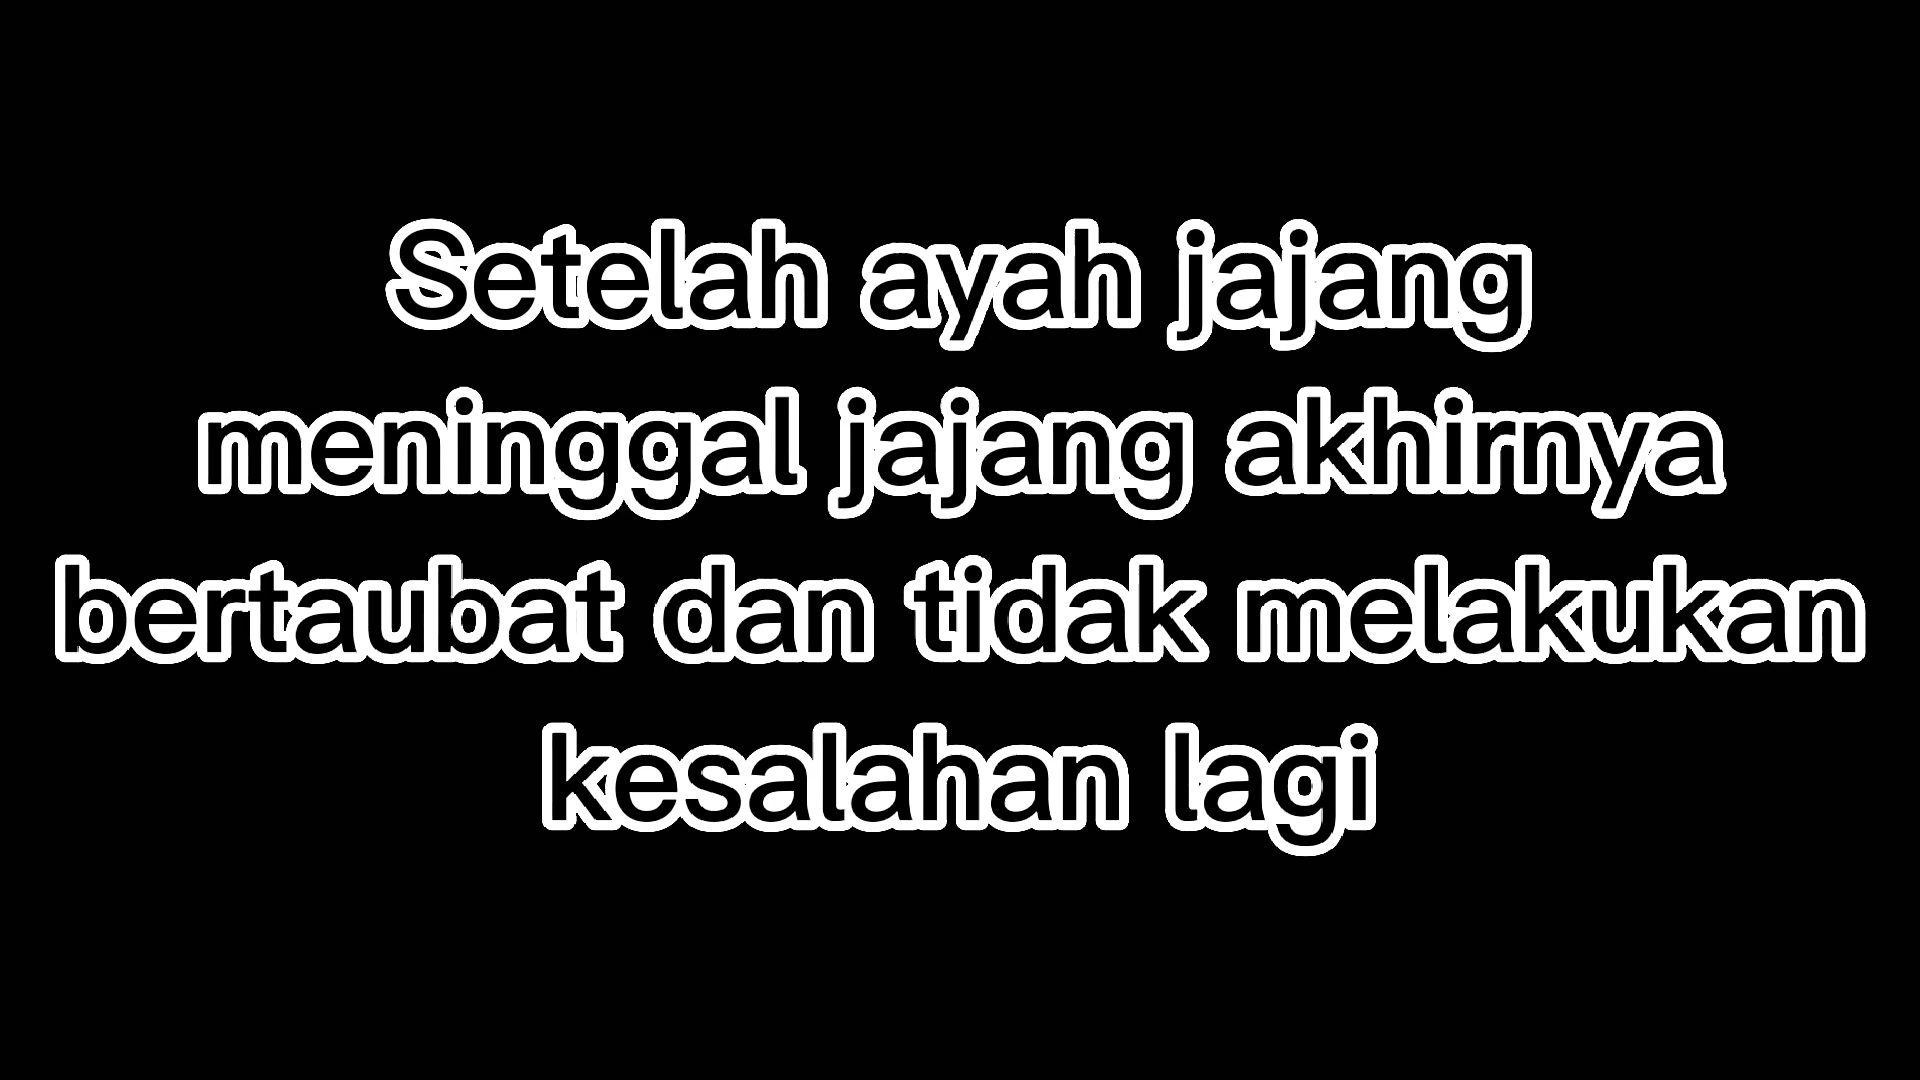 Setelah ayah jajang
meninggal jajang akhirnya
bertaubat dan tidak melakukan
kesalahan lagi